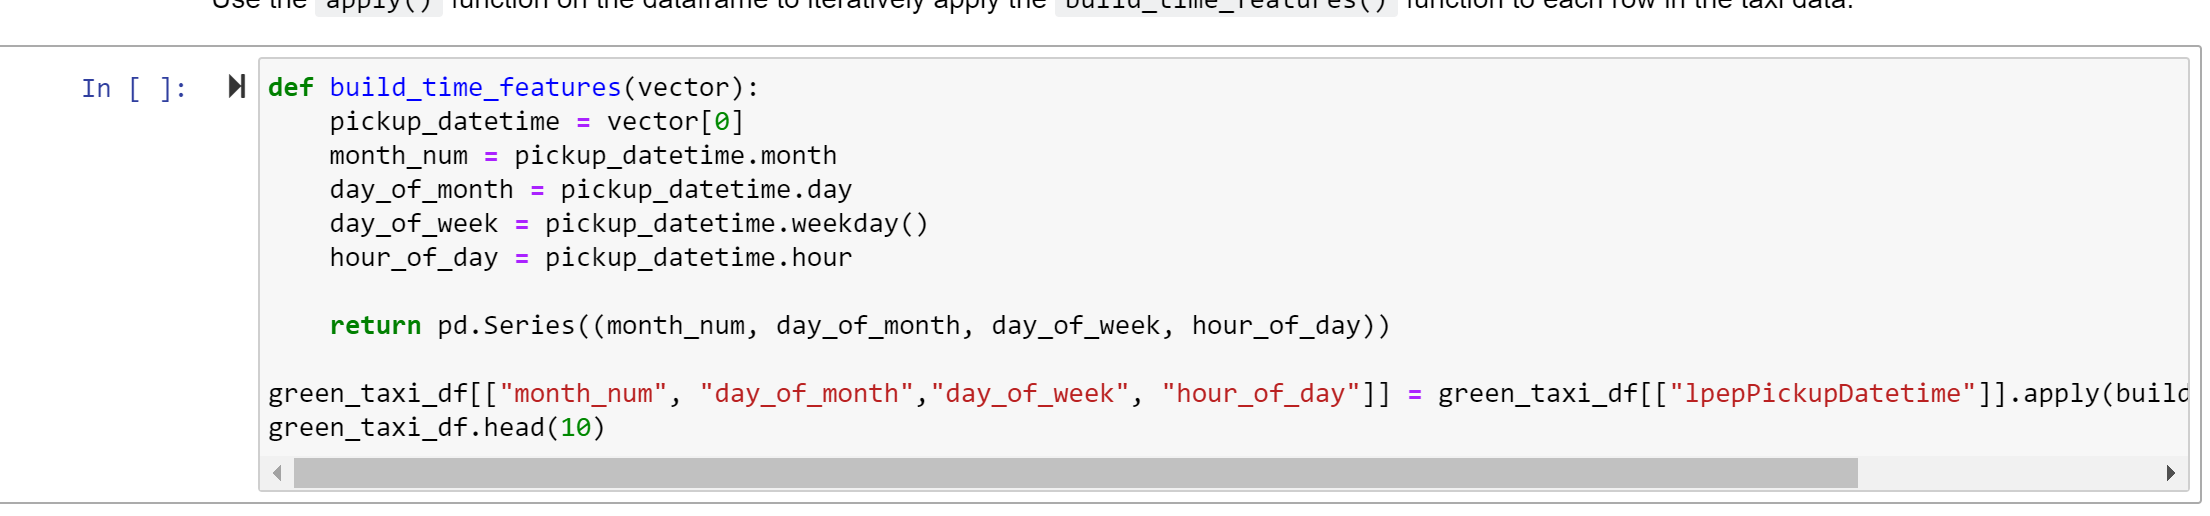 Use the apply() function on the dataframe to iteratively apply the build_time_features() function to each row in the taxi data.
In [ ]:
def build_time_features(vector):
    pickup_datetime = vector[0]
    month_num = pickup_datetime.month
    day_of_month = pickup_datetime.day
    day_of_week = pickup_datetime.weekday()
    hour_of_day = pickup_datetime.hour

    return pd.Series((month_num, day_of_month, day_of_week, hour_of_day))

green_taxi_df[["month_num", "day_of_month","day_of_week", "hour_of_day"]] = green_taxi_df[["lpepPickupDatetime"]].apply(build
green_taxi_df.head(10)